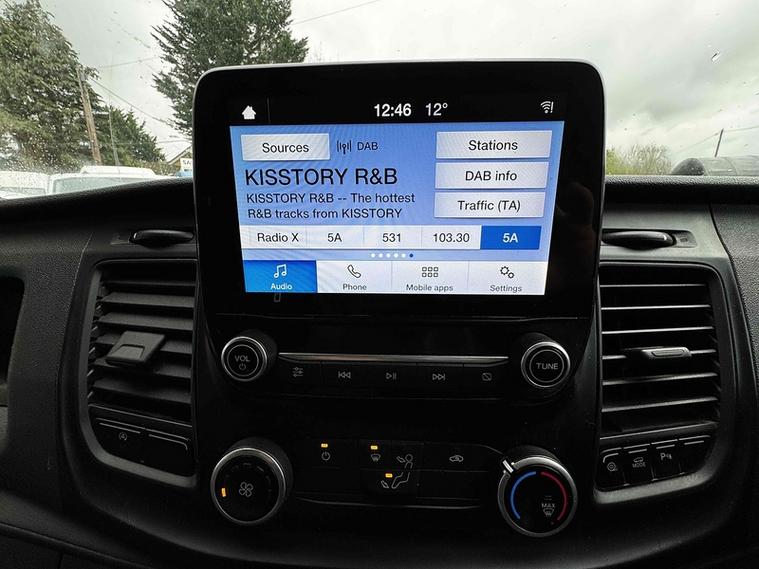 12:46 12°
Sources DAB Stations
KISSTORY R&B
DAB info
KISSTORY R&B -- The hottest
R&B tracks from KISSTORY
Traffic (TA)
Radio X 5A 531 103.30 5A
Audio Phone Mobile apps Settings
VOL
TUNE
MODE
MAX